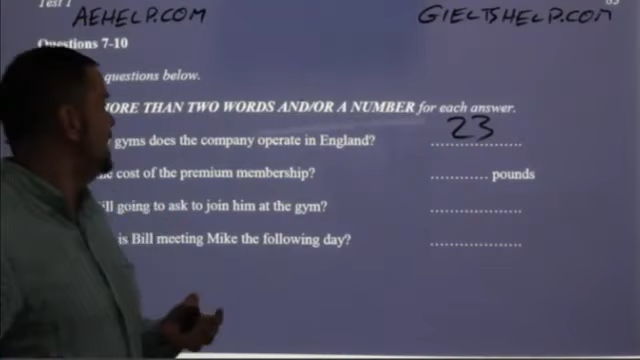 Test 1
AEHELP.COM
GIELTSHELP.COM
Questions 7-10
questions below.
MORE THAN TWO WORDS AND/OR A NUMBER for each answer.
gyms does the company operate in England? 23
cost of the premium membership? ............ pounds
going to ask to join him at the gym? ...................
is Bill meeting Mike the following day? ...................